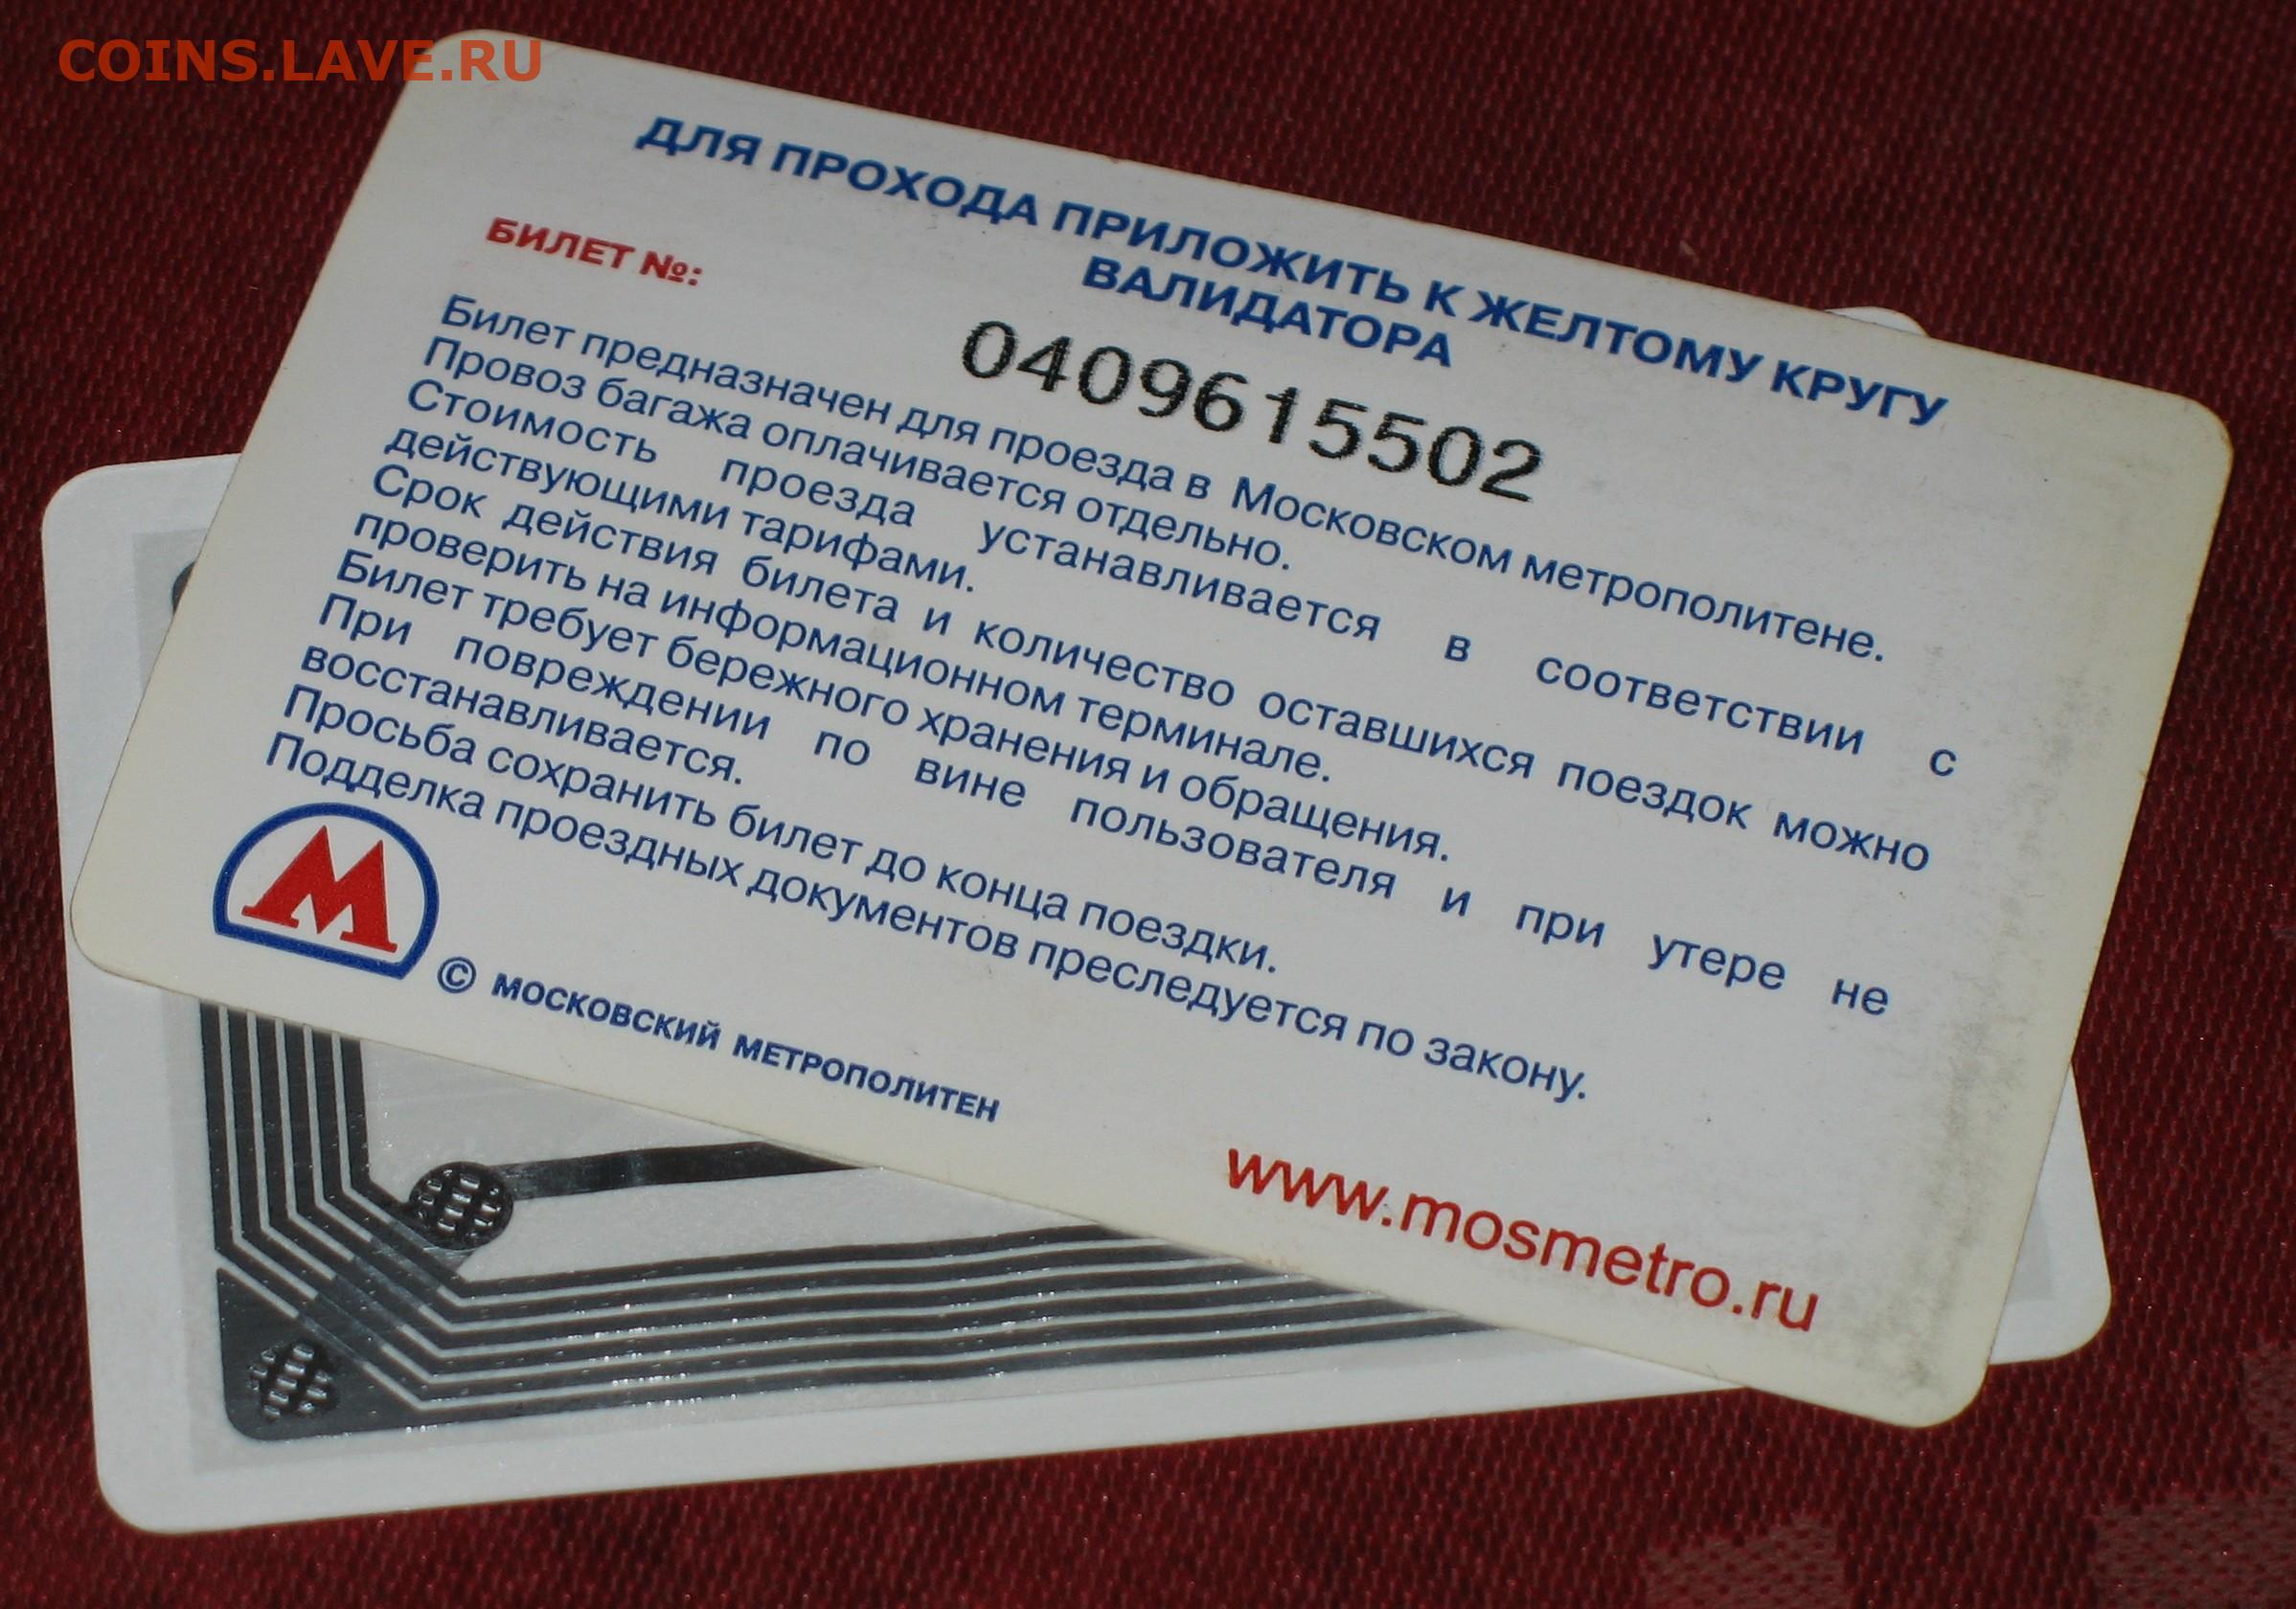 COINS.LAVE.RU
ДЛЯ ПРОХОДА ПРИЛОЖИТЬ К ЖЕЛТОМУ КРУГУ
ВАЛИДАТОРА
БИЛЕТ №:
0409615502
Билет предназначен для проезда в Московском метрополитене.
Провоз багажа оплачивается отдельно.
Стоимость проезда устанавливается в соответствии с
действующими тарифами.
Срок действия билета и количество оставшихся поездок можно
проверить на информационном терминале.
Билет требует бережного хранения и обращения.
При повреждении по вине пользователя и при утере не
восстанавливается.
Просьба сохранить билет до конца поездки.
Подделка проездных документов преследуется по закону.
М
© МОСКОВСКИЙ МЕТРОПОЛИТЕН
www.mosmetro.ru